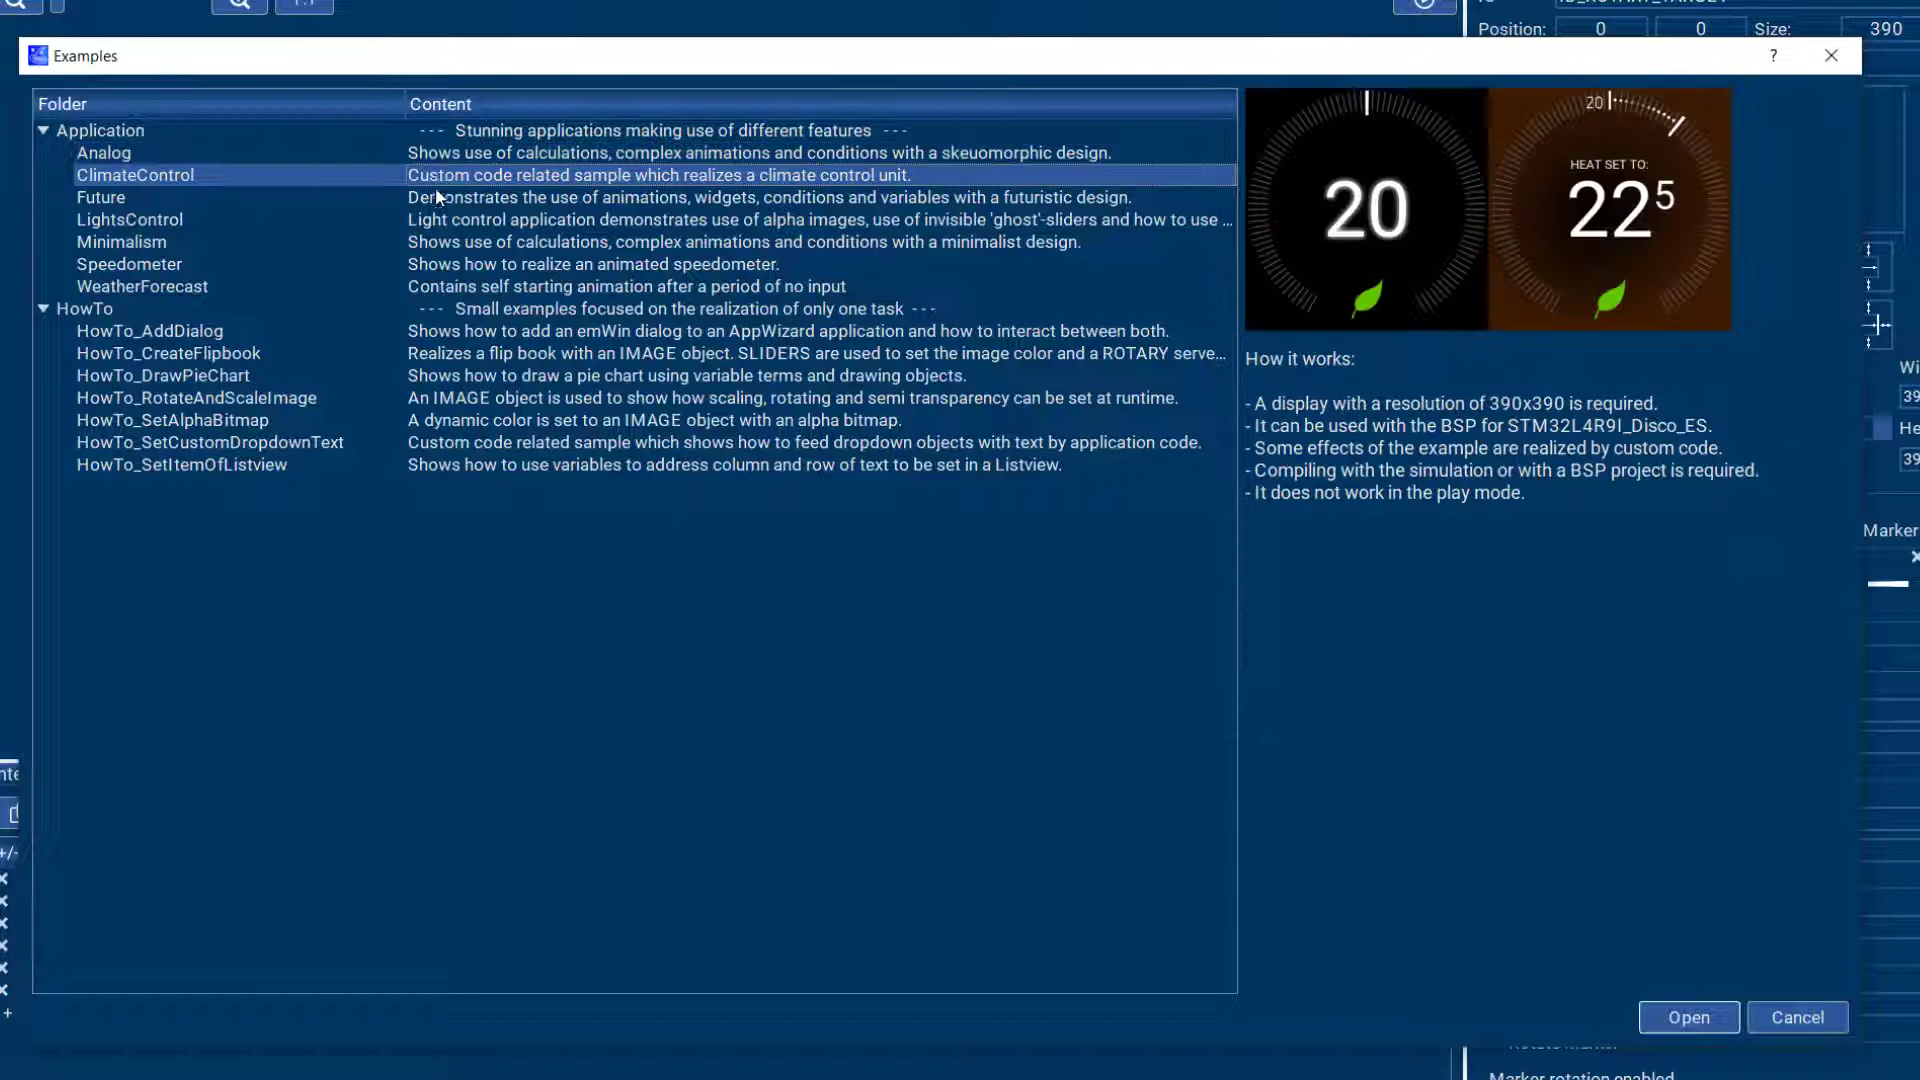 Position: 0 0 Size: 390
Examples ?
Folder Content
Application --- Stunning applications making use of different features ---
Analog Shows use of calculations, complex animations and conditions with a skeuomorphic design.
ClimateControl Custom code related sample which realizes a climate control unit.
Future Demonstrates the use of animations, widgets, conditions and variables with a futuristic design.
LightsControl Light control application demonstrates use of alpha images, use of invisible 'ghost'-sliders and how to use ...
Minimalism Shows use of calculations, complex animations and conditions with a minimalist design.
Speedometer Shows how to realize an animated speedometer.
WeatherForecast Contains self starting animation after a period of no input
HowTo --- Small examples focused on the realization of only one task ---
HowTo_AddDialog Shows how to add an emWin dialog to an AppWizard application and how to interact between both.
HowTo_CreateFlipbook Realizes a flip book with an IMAGE object. SLIDERS are used to set the image color and a ROTARY serve...
HowTo_DrawPieChart Shows how to draw a pie chart using variable terms and drawing objects.
HowTo_RotateAndScaleImage An IMAGE object is used to show how scaling, rotating and semi transparency can be set at runtime.
HowTo_SetAlphaBitmap A dynamic color is set to an IMAGE object with an alpha bitmap.
HowTo_SetCustomDropdownText Custom code related sample which shows how to feed dropdown objects with text by application code.
HowTo_SetItemOfListview Shows how to use variables to address column and row of text to be set in a Listview.
20
20
HEAT SET TO:
22 5
How it works:
- A display with a resolution of 390x390 is required.
- It can be used with the BSP for STM32L4R9I_Disco_ES.
- Some effects of the example are realized by custom code.
- Compiling with the simulation or with a BSP project is required.
- It does not work in the play mode.
Marker
Open Cancel
Marker rotation enabled